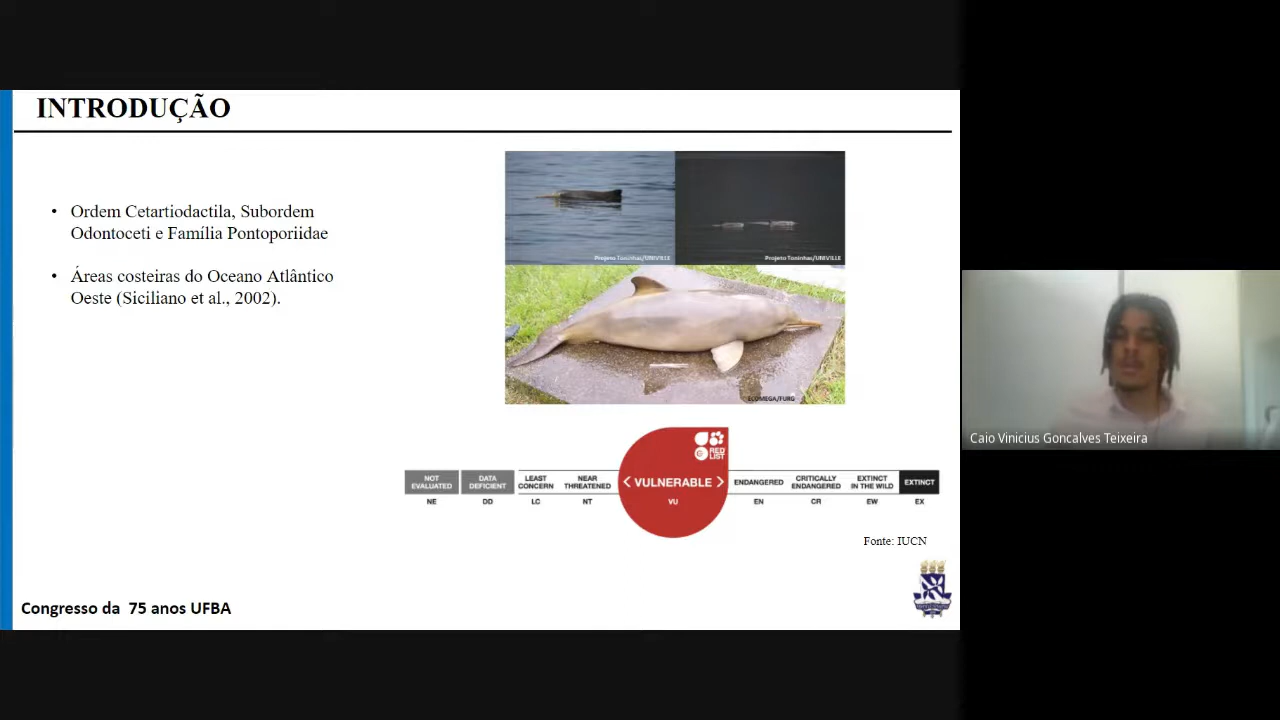 INTRODUÇÃO
• Ordem Cetartiodactila, Subordem
Odontoceti e Família Pontoporiidae
• Áreas costeiras do Oceano Atlântico
Oeste (Siciliano et al., 2002).
Projeto Toninhas/UNIVILLE
Projeto Toninhas/UNIVILLE
ECOMEGA/FURG
RED
LIST
NOT
EVALUATED
NE
DATA
DEFICIENT
DD
LEAST
CONCERN
LC
NEAR
THREATENED
NT
< VULNERABLE >
VU
ENDANGERED
EN
CRITICALLY
ENDANGERED
CR
EXTINCT
IN THE WILD
EW
EXTINCT
EX
Fonte: IUCN
Congresso da 75 anos UFBA
Caio Vinicius Goncalves Teixeira